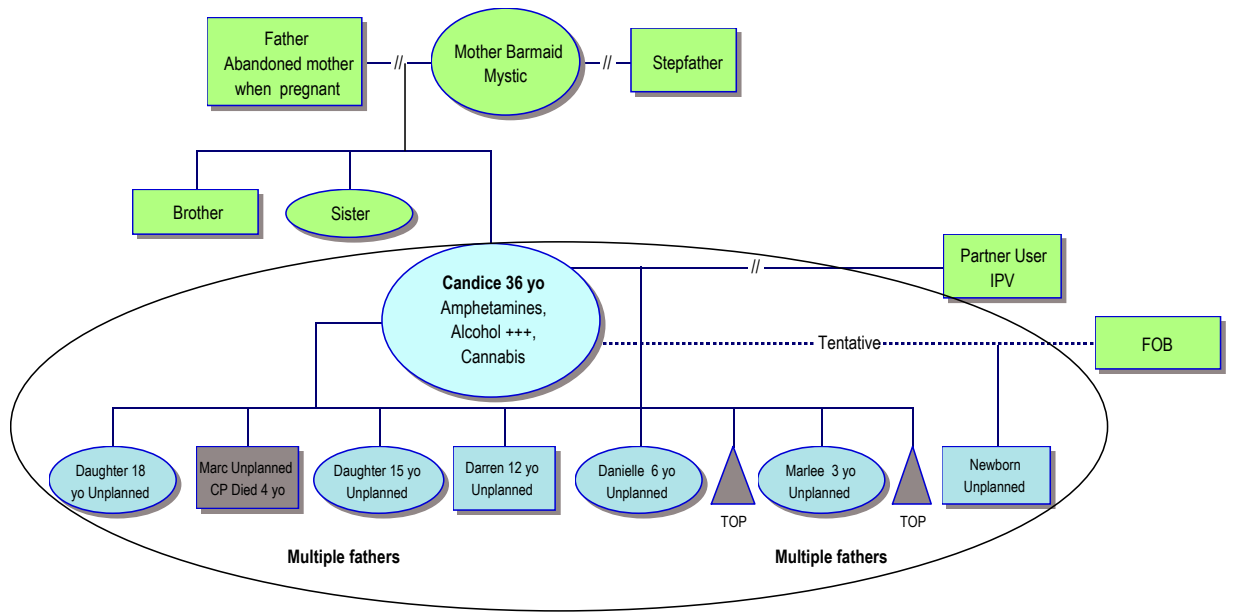 Father
Abandoned mother
when pregnant
//
Mother Barmaid
Mystic
//
Stepfather
Brother
Sister
Candice 36 yo
Amphetamines,
Alcohol +++,
Cannabis
//
Partner User
IPV
Tentative
FOB
Daughter 18
yo Unplanned
Marc Unplanned
CP Died 4 yo
Daughter 15 yo
Unplanned
Darren 12 yo
Unplanned
Danielle 6 yo
Unplanned
TOP
Marlee 3 yo
Unplanned
TOP
Newborn
Unplanned
Multiple fathers
Multiple fathers